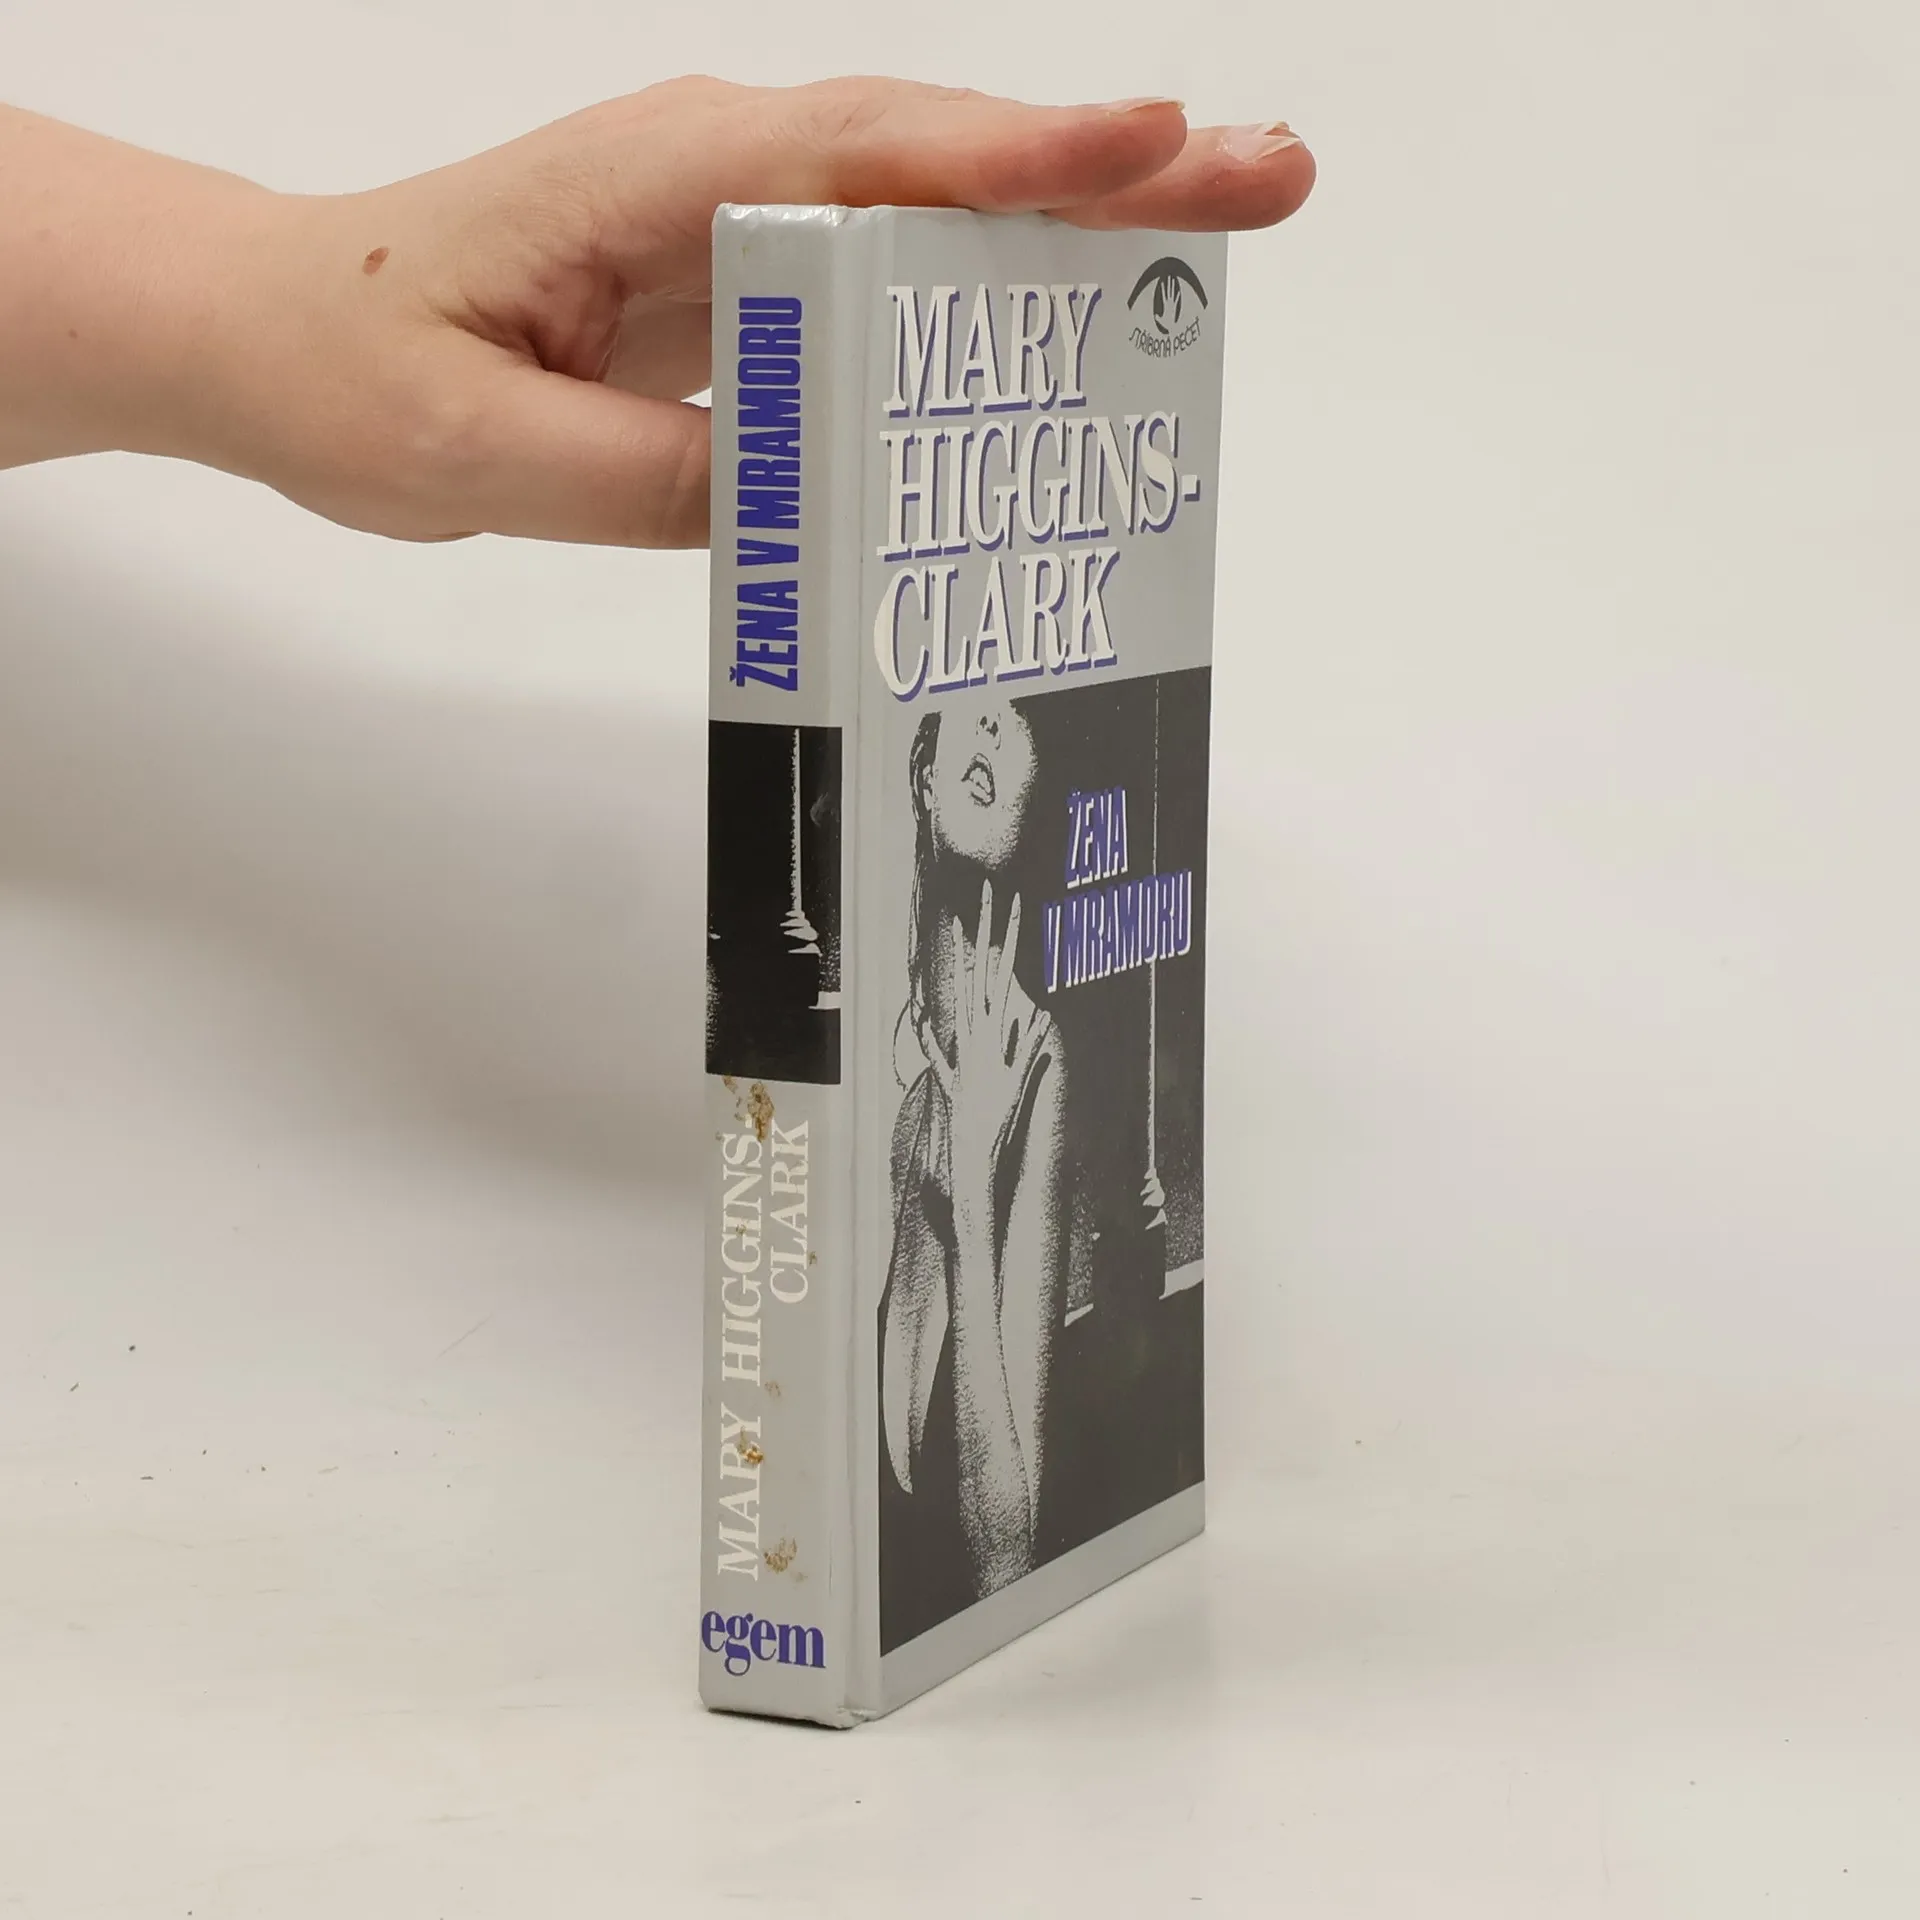 ŽENA V MRAMORU
MARY HIGGINS-
CLARK
egem
MARY
HIGGINS-
CLARK
STŘÍBRNÁ PEČEŤ
ŽENA
V MRAMORU